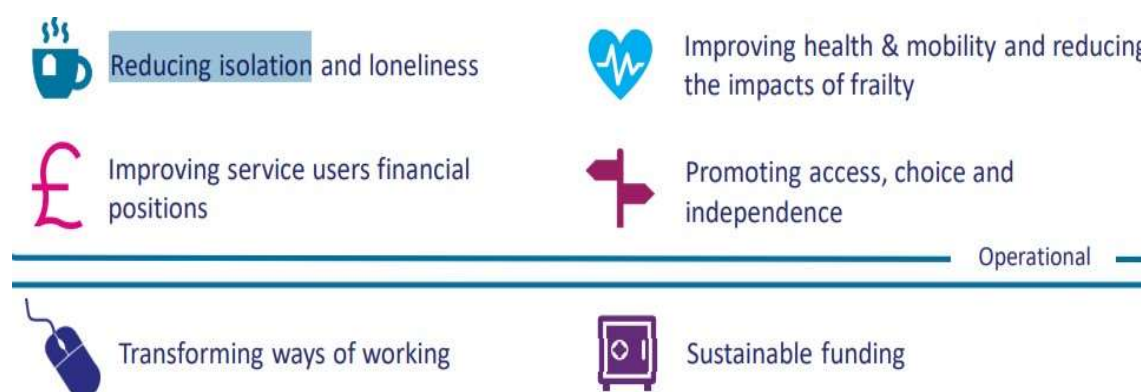 Reducing isolation and loneliness
Improving health & mobility and reducing
the impacts of frailty
Improving service users financial
positions
Promoting access, choice and
independence
Operational
Transforming ways of working
Sustainable funding